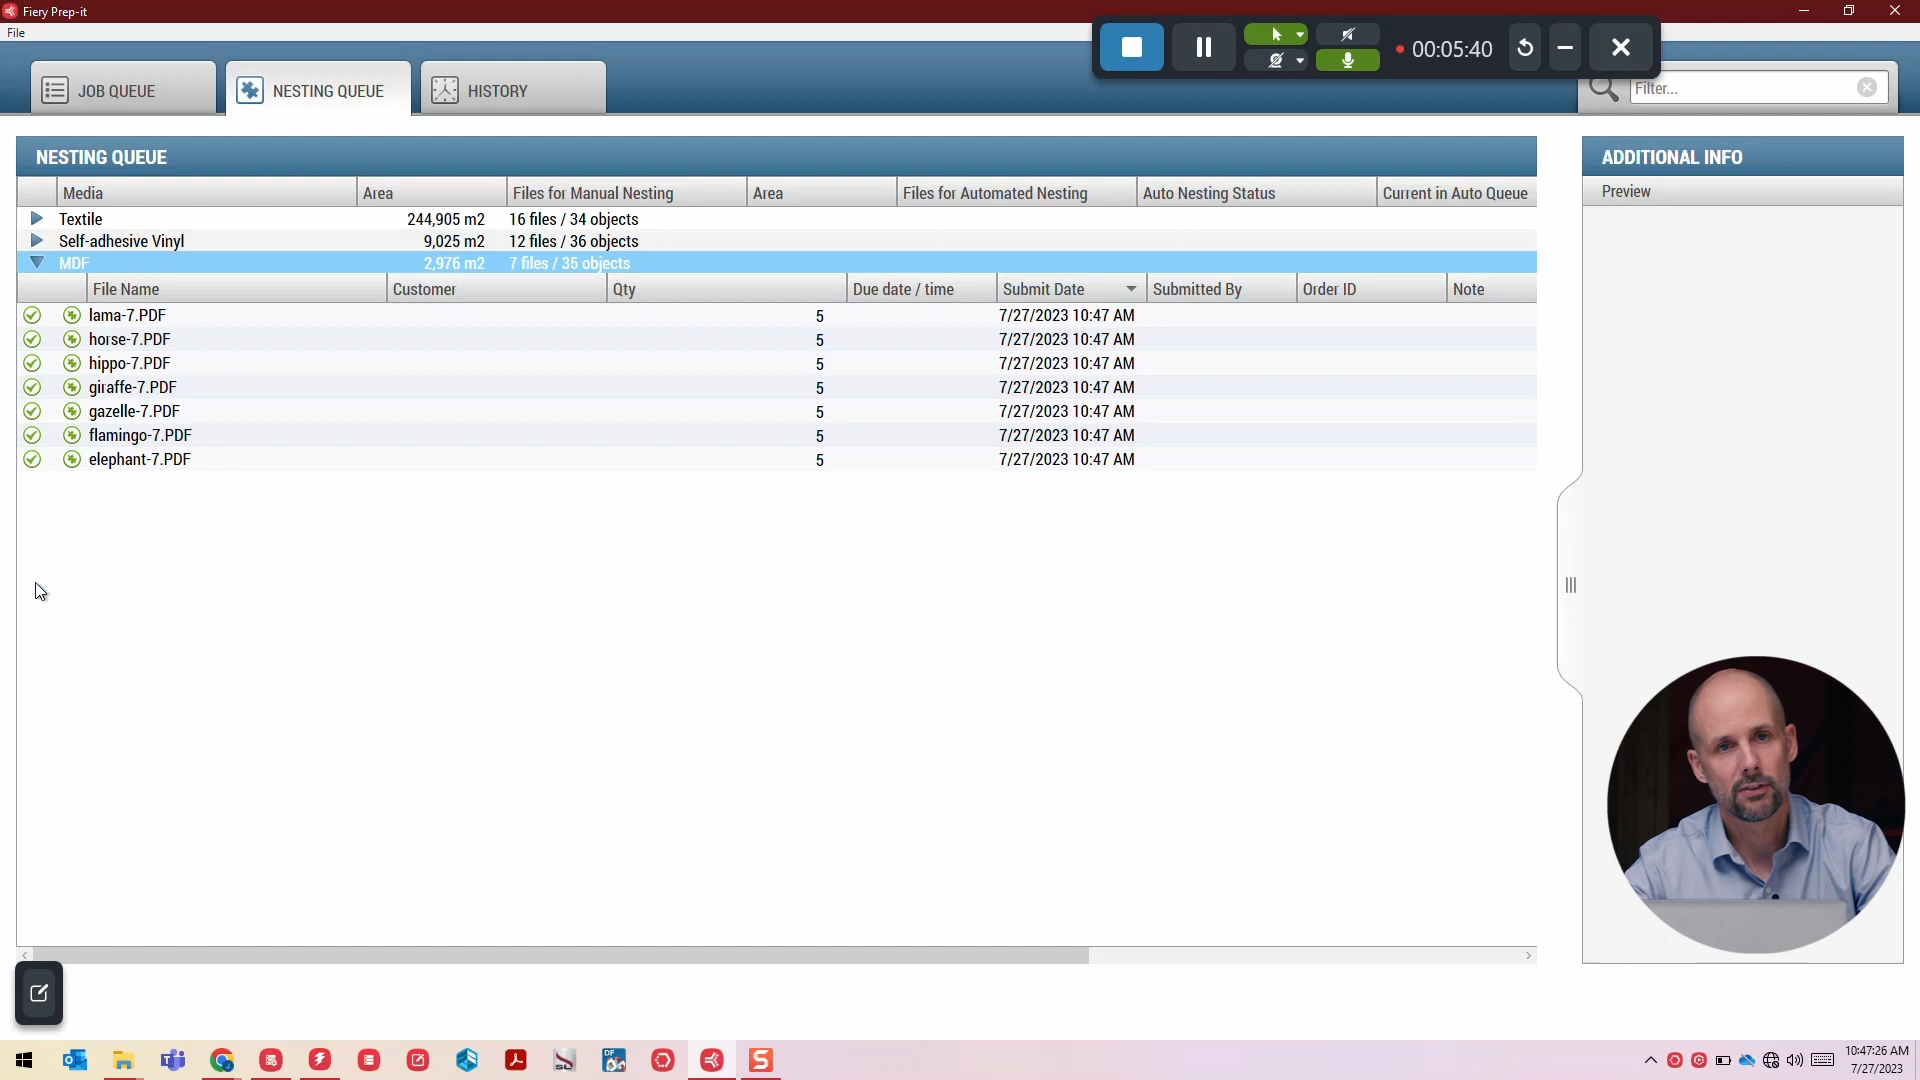 Fiery Prep-it
File
00:05:40
JOB QUEUE
NESTING QUEUE
HISTORY
Filter...
NESTING QUEUE
ADDITIONAL INFO
Media Area Files for Manual Nesting Area Files for Automated Nesting Auto Nesting Status Current in Auto Queue
Preview
Textile 244,905 m2 16 files / 34 objects
Self-adhesive Vinyl 9,025 m2 12 files / 36 objects
MDF 2,976 m2 7 files / 35 objects
File Name Customer Qty Due date / time Submit Date Submitted By Order ID Note
lama-7.PDF 5 7/27/2023 10:47 AM
horse-7.PDF 5 7/27/2023 10:47 AM
hippo-7.PDF 5 7/27/2023 10:47 AM
giraffe-7.PDF 5 7/27/2023 10:47 AM
gazelle-7.PDF 5 7/27/2023 10:47 AM
flamingo-7.PDF 5 7/27/2023 10:47 AM
elephant-7.PDF 5 7/27/2023 10:47 AM
10:47:26 AM
7/27/2023